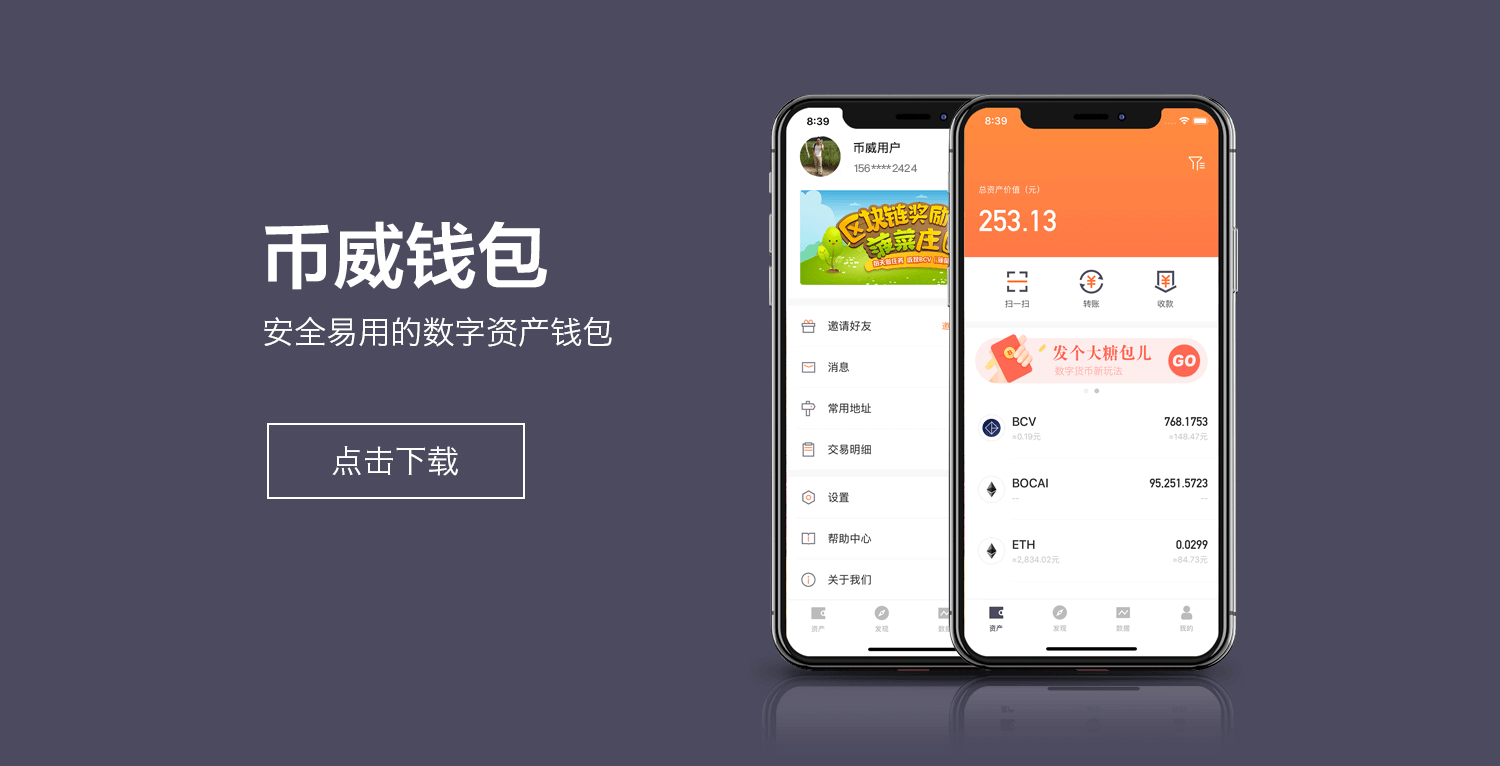 币威钱包
安全易用的数字资产钱包
点击下载
8:39
币威用户
156****2424
区块链奖励
菠菜庄园
邀请好友
邀
消息
常用地址
交易明细
设置
帮助中心
关于我们
资产
发现
数据
8:39
总资产价值（元）
253.13
扫一扫
转账
收款
发个大糖包儿
数字货币新玩法
GO
BCV
768.1753
≈0.19元
≈148.47元
BOCAI
95,251.5723
--
--
ETH
0.0299
≈2,834.02元
≈84.73元
资产
发现
数据
我的